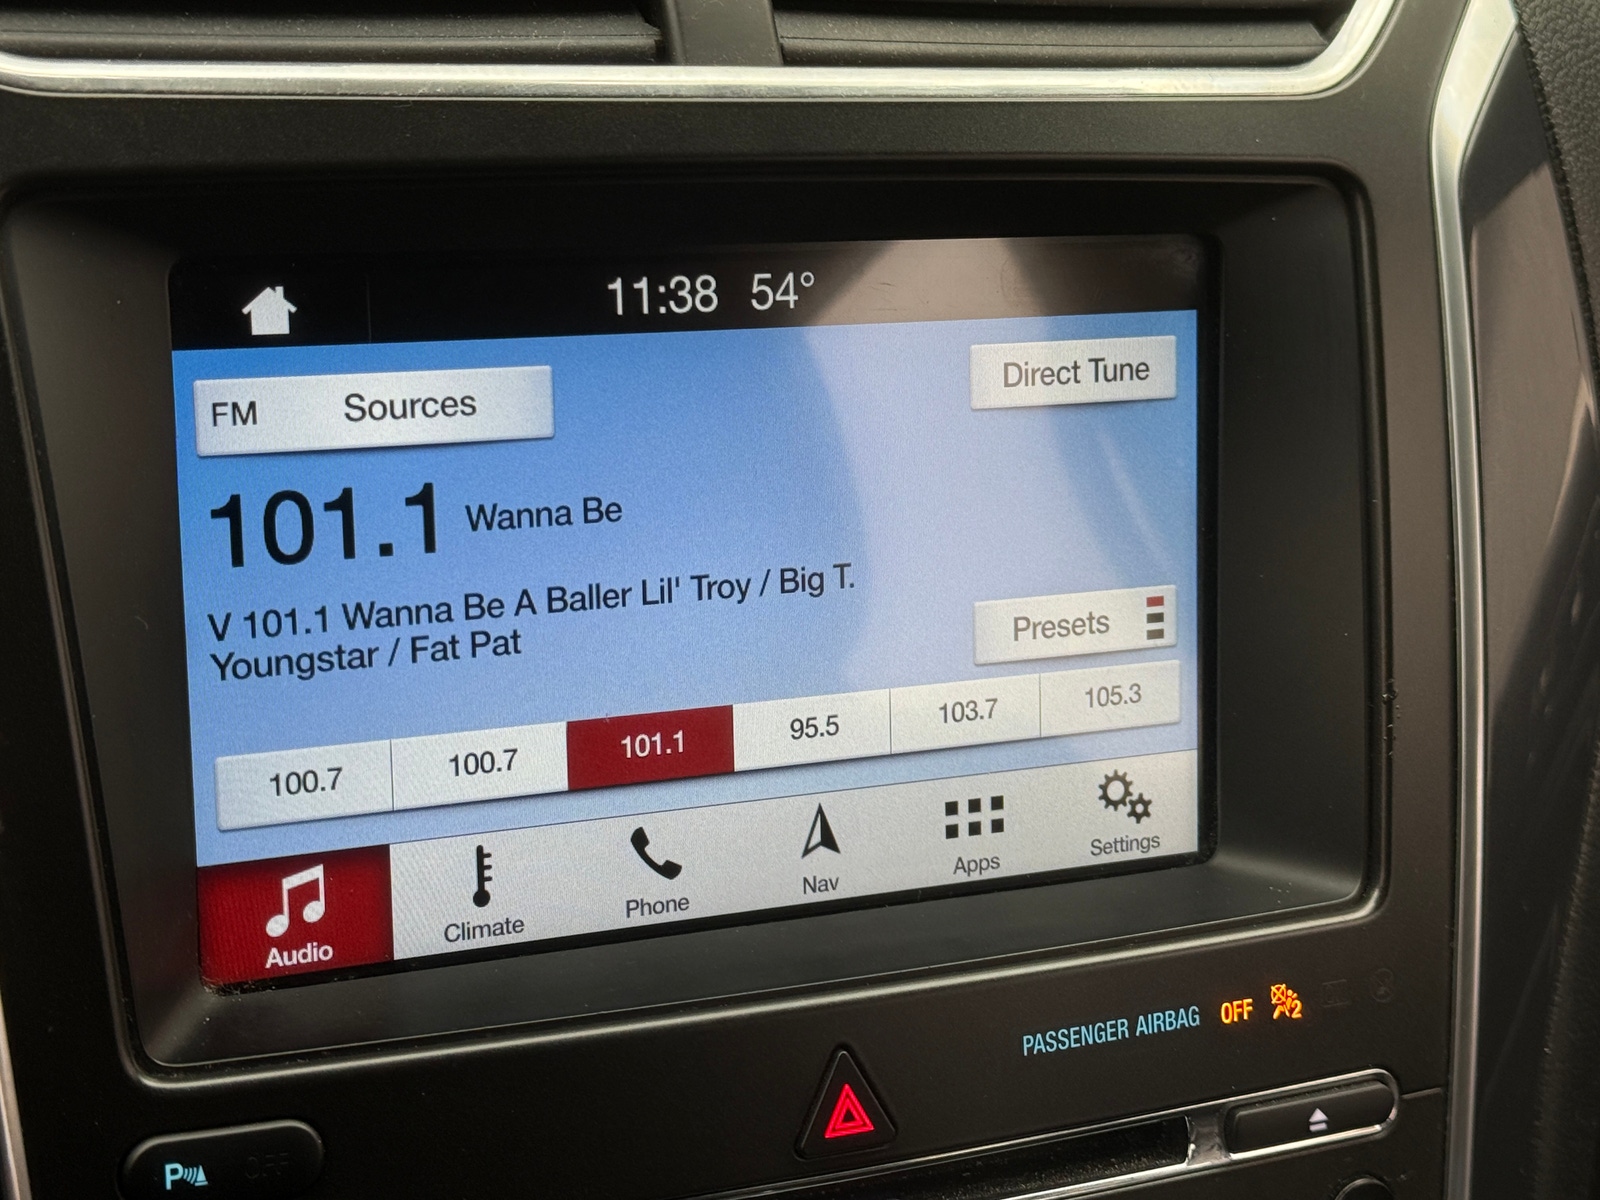 11:38 54°
FM Sources
Direct Tune
101.1 Wanna Be
V 101.1 Wanna Be A Baller Lil' Troy / Big T.
Youngstar / Fat Pat
Presets
100.7 100.7 101.1 95.5 103.7 105.3
Audio Climate Phone Nav Apps Settings
PASSENGER AIRBAG OFF 2
P OFF